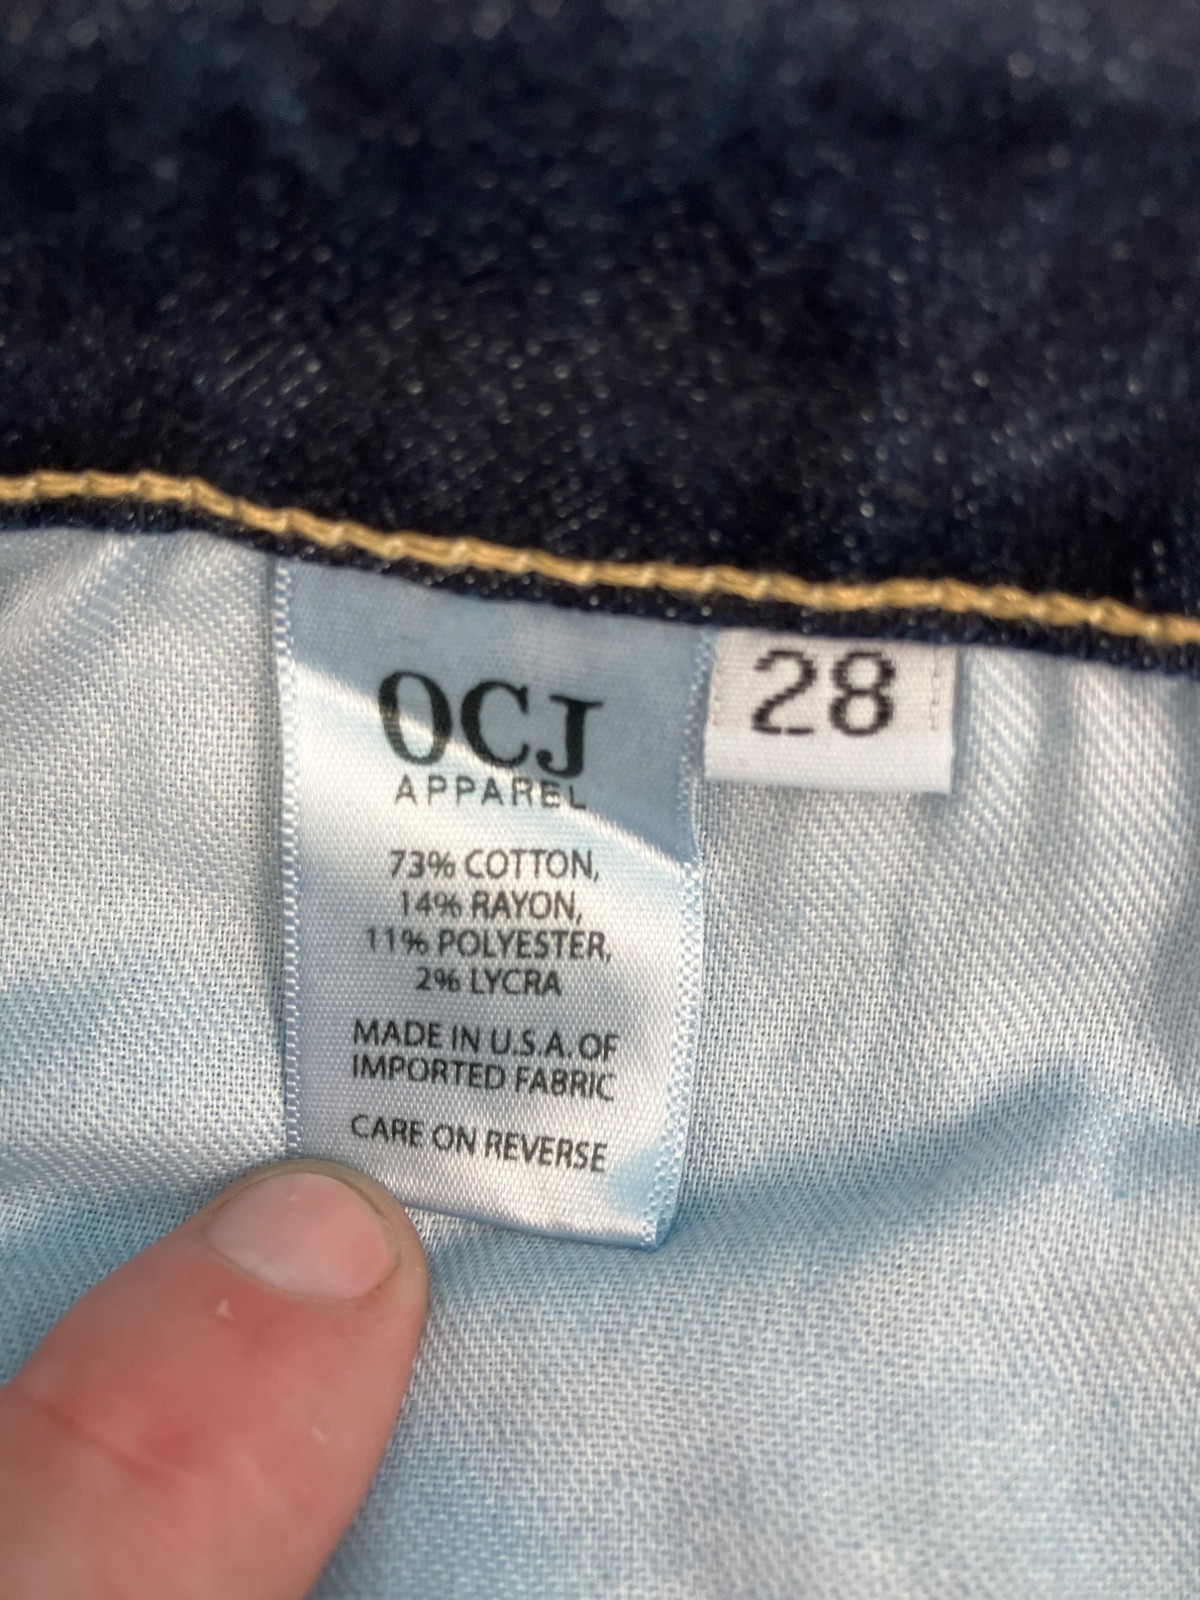 OCJ
APPAREL
28
73% COTTON,
14% RAYON,
11% POLYESTER,
2% LYCRA
MADE IN U.S.A. OF
IMPORTED FABRIC
CARE ON REVERSE